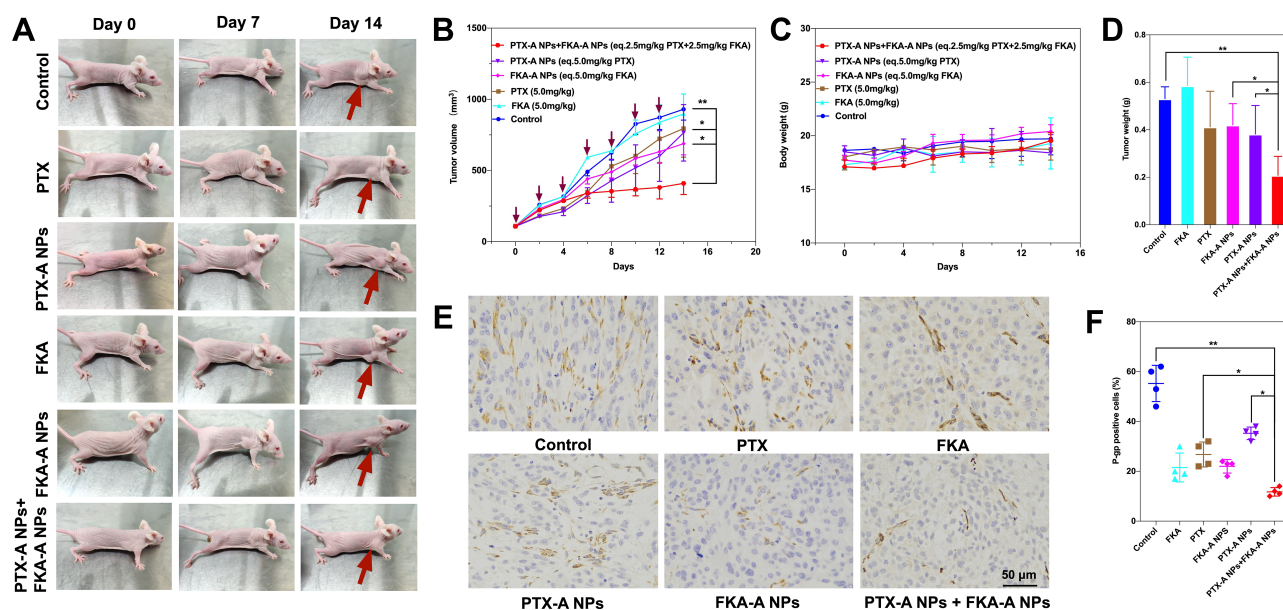 A
Day 0
Day 7
Day 14
Control
PTX
PTX-A NPs
FKA
FKA-A NPs
PTX-A NPs+
FKA-A NPs
B
1500
1000
500
0
Tumor volume (mm³)
0 4 8 12 16 20
Days
PTX-A NPs+FKA-A NPs (eq.2.5mg/kg PTX+2.5mg/kg FKA)
PTX-A NPs (eq.5.0mg/kg PTX)
FKA-A NPs (eq.5.0mg/kg FKA)
PTX (5.0mg/kg)
FKA (5.0mg/kg)
Control
**
*
*
C
30
25
20
15
10
Body weight (g)
0 4 8 12 16
Days
PTX-A NPs+FKA-A NPs (eq.2.5mg/kg PTX+2.5mg/kg FKA)
PTX-A NPs (eq.5.0mg/kg PTX)
FKA-A NPs (eq.5.0mg/kg FKA)
PTX (5.0mg/kg)
FKA (5.0mg/kg)
Control
D
0.8
0.6
0.4
0.2
0.0
Tumor weight (g)
**
*
*
Control
FKA
PTX
FKA-A NPs
PTX-A NPs
PTX-A NPs+FKA-A NPs
E
Control
PTX
FKA
50 μm
PTX-A NPs
FKA-A NPs
PTX-A NPs + FKA-A NPs
F
80
60
40
20
0
P-gp positive cells (%)
**
*
*
Control
FKA
PTX
FKA-A NPS
PTX-A NPs
PTX-A NPs+FKA-A NPs